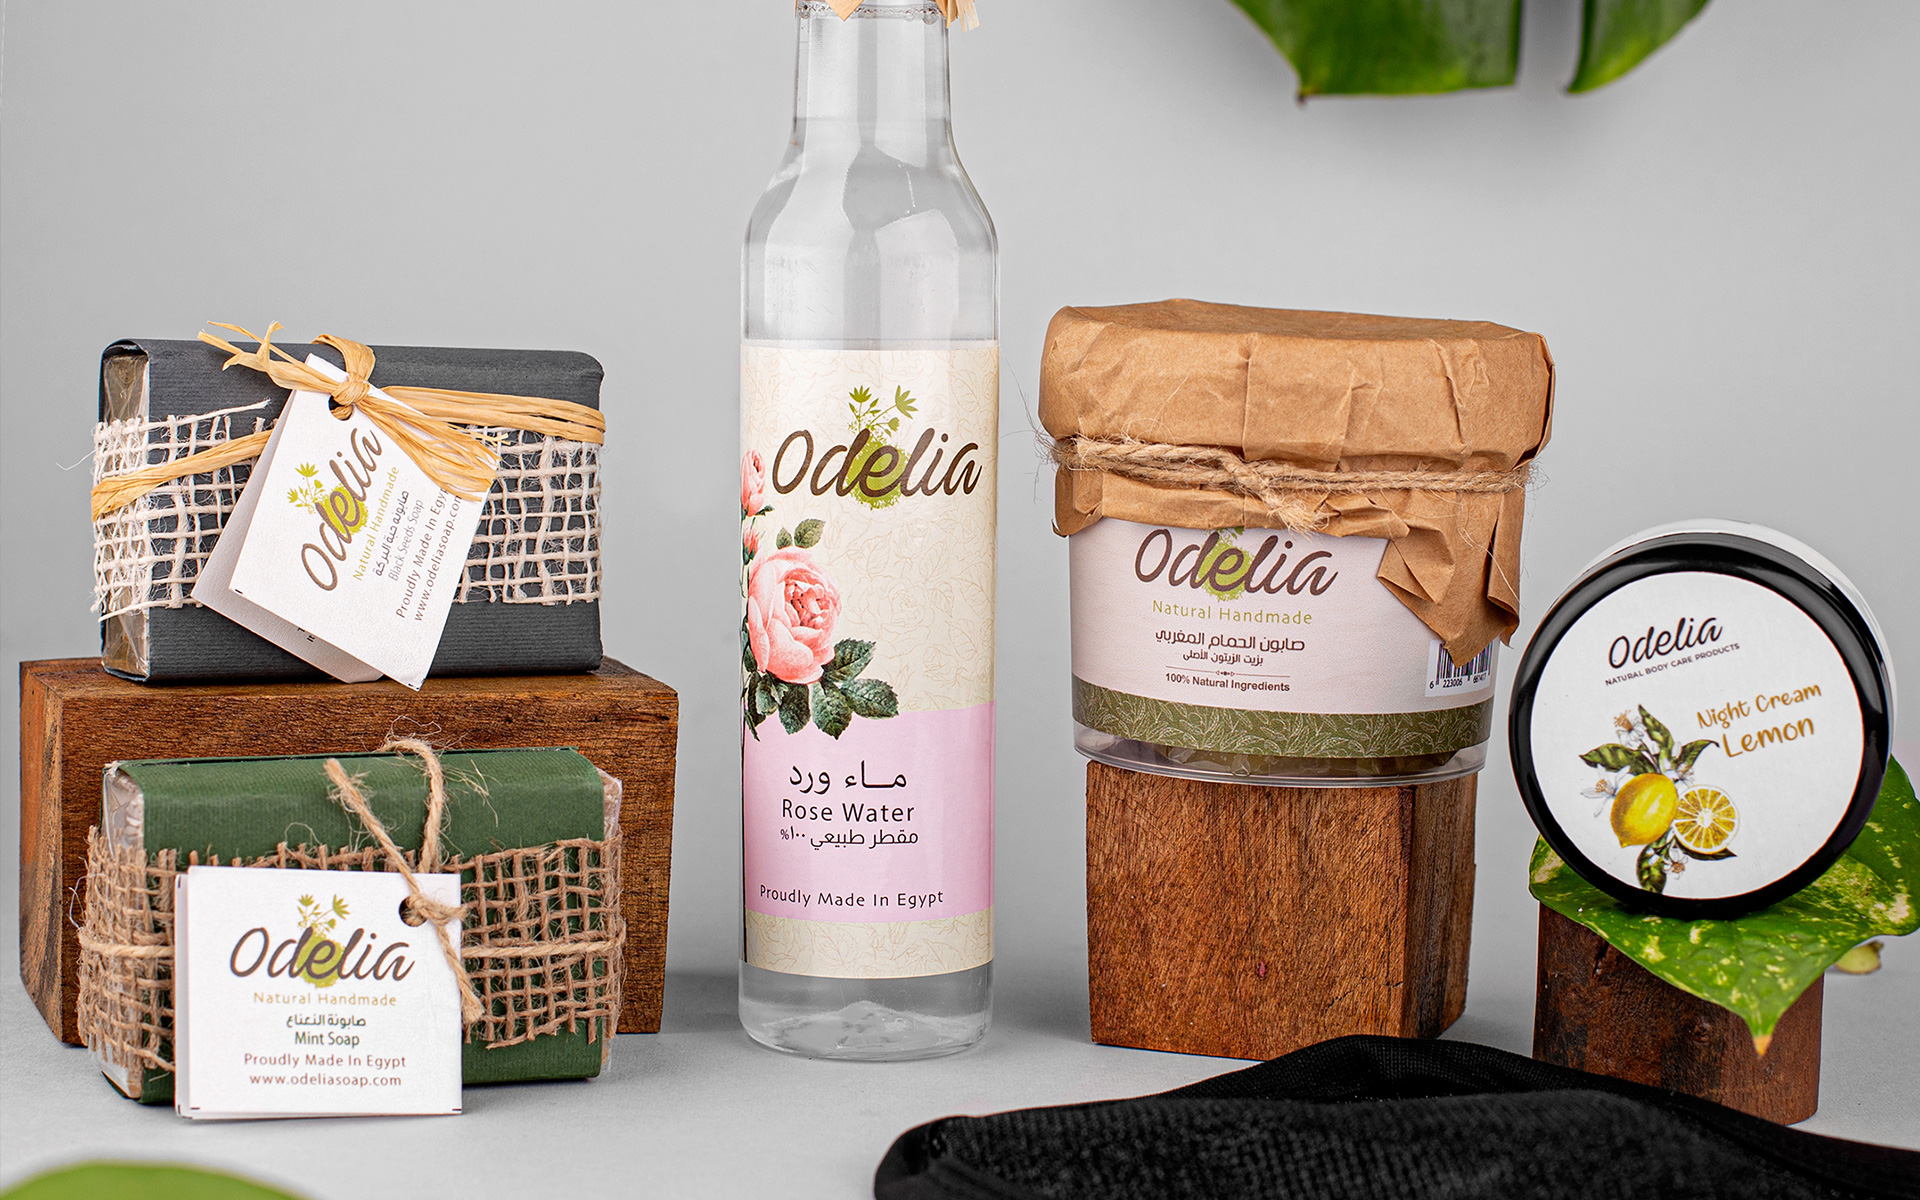 Odelia
Natural Handmade
صابونه حبة البركة
Black Seeds Soap
Proudly Made In Egypt
www.odeliasoap.com
Odelia
Natural Handmade
صابونة النعناع
Mint Soap
Proudly Made In Egypt
www.odeliasoap.com
Odelia
مـاء ورد
Rose Water
مقطر طبيعي ١٠٠%
Proudly Made In Egypt
Odelia
Natural Handmade
صابون الحمام المغربي
بزيت الزيتون الأصلى
100% Natural Ingredients
Odelia
NATURAL BODY CARE PRODUCTS
Night Cream
Lemon